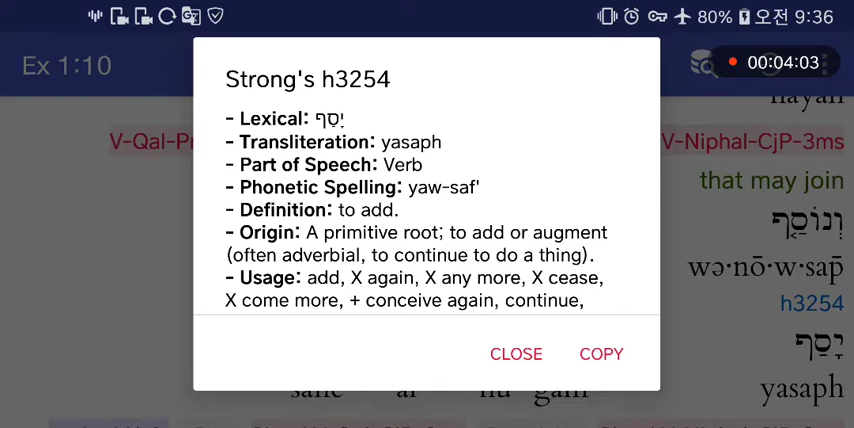 80% 오전 9:36
Ex 1:10
00:04:03
Strong's h3254
- Lexical: יָסַף
- Transliteration: yasaph
- Part of Speech: Verb
- Phonetic Spelling: yaw-saf'
- Definition: to add.
- Origin: A primitive root; to add or augment
(often adverbial, to continue to do a thing).
- Usage: add, X again, X any more, X cease,
X come more, + conceive again, continue,
CLOSE COPY
hayah
V-Qal-Pr
V-Niphal-CjP-3ms
that may join
וְנוֹסַ֤ף
wə·nō·w·sap̄
h3254
יָסַף
yasaph